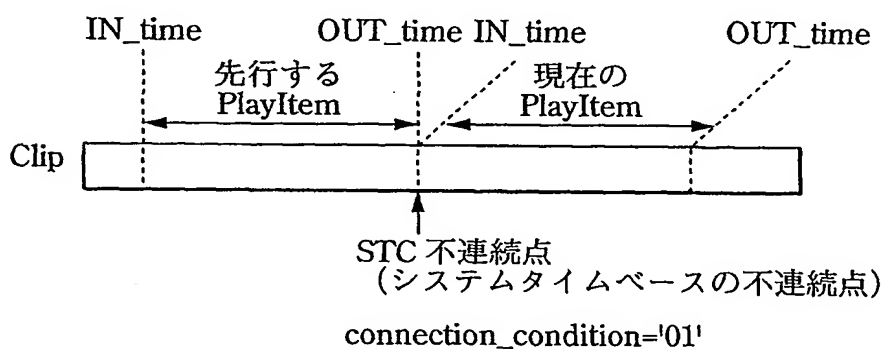 IN_time OUT_time IN_time OUT_time
先行する
PlayItem
現在の
PlayItem
Clip
STC 不連続点
(システムタイムベースの不連続点)
connection_condition='01'